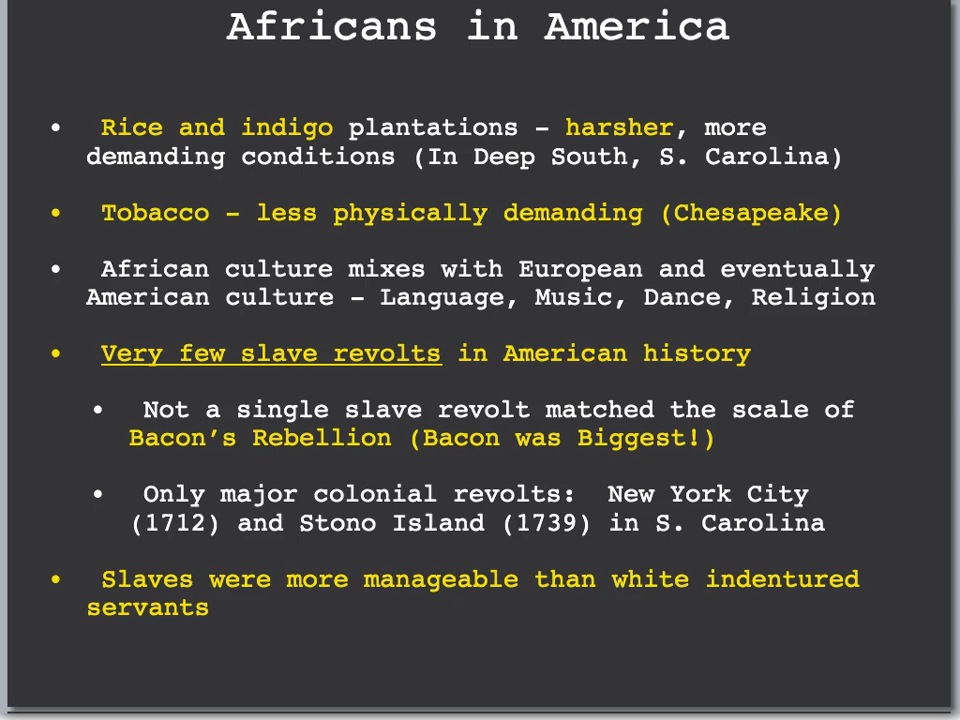 Africans in America
• Rice and indigo plantations – harsher, more
demanding conditions (In Deep South, S. Carolina)
• Tobacco – less physically demanding (Chesapeake)
• African culture mixes with European and eventually
American culture – Language, Music, Dance, Religion
• Very few slave revolts in American history
• Not a single slave revolt matched the scale of
Bacon’s Rebellion (Bacon was Biggest!)
• Only major colonial revolts: New York City
(1712) and Stono Island (1739) in S. Carolina
• Slaves were more manageable than white indentured
servants